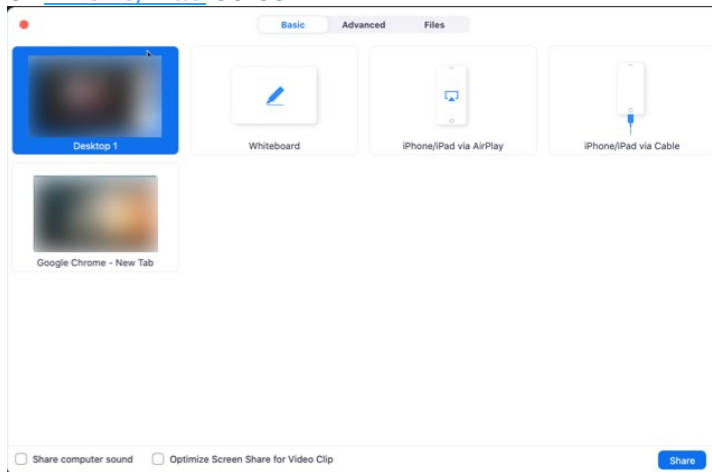 Basic Advanced Files
Desktop 1 Whiteboard iPhone/iPad via AirPlay iPhone/iPad via Cable
Google Chrome - New Tab
Share computer sound Optimize Screen Share for Video Clip Share